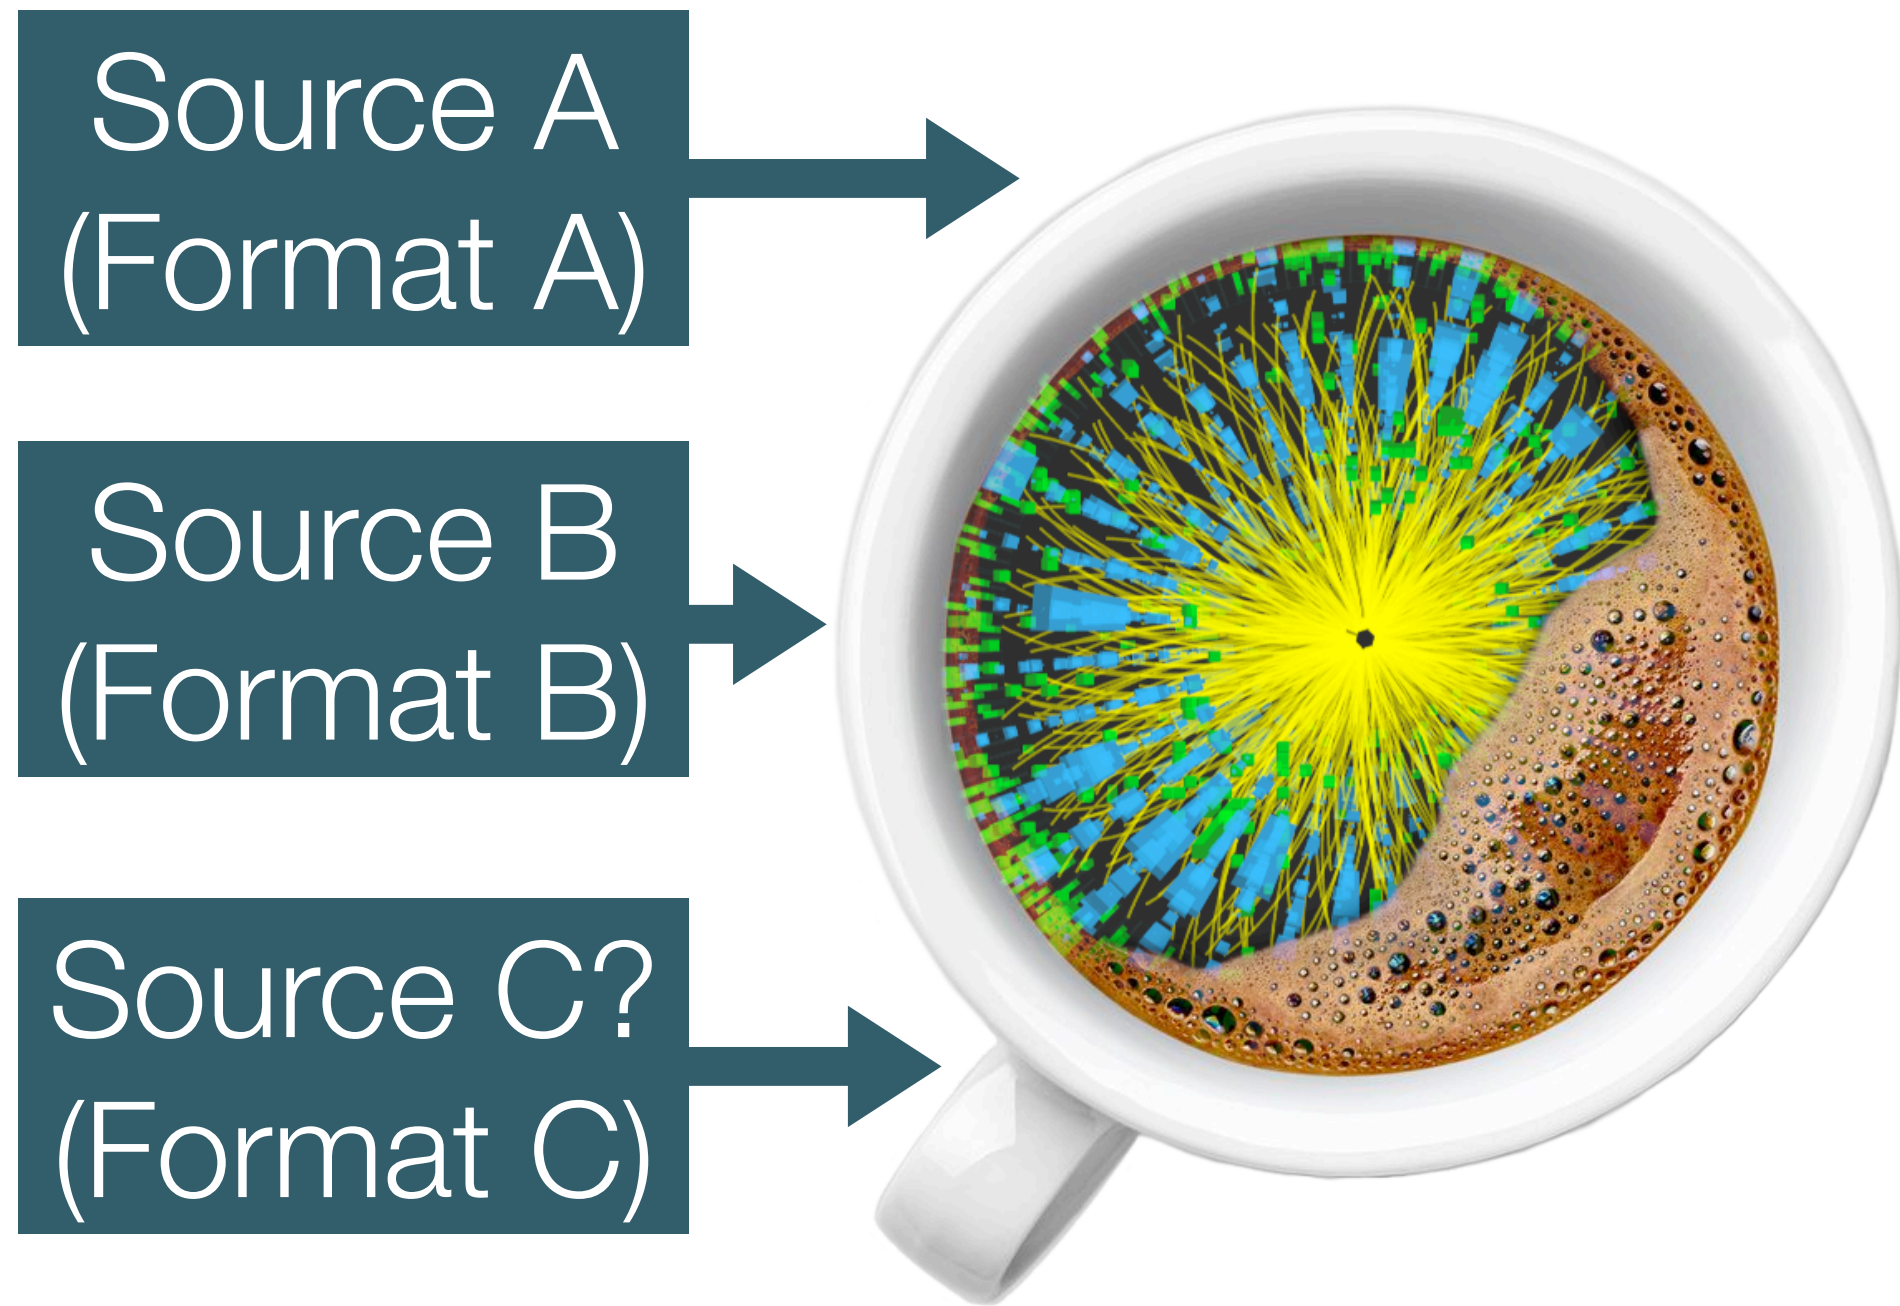 Source A
(Format A)
Source B
(Format B)
Source C?
(Format C)